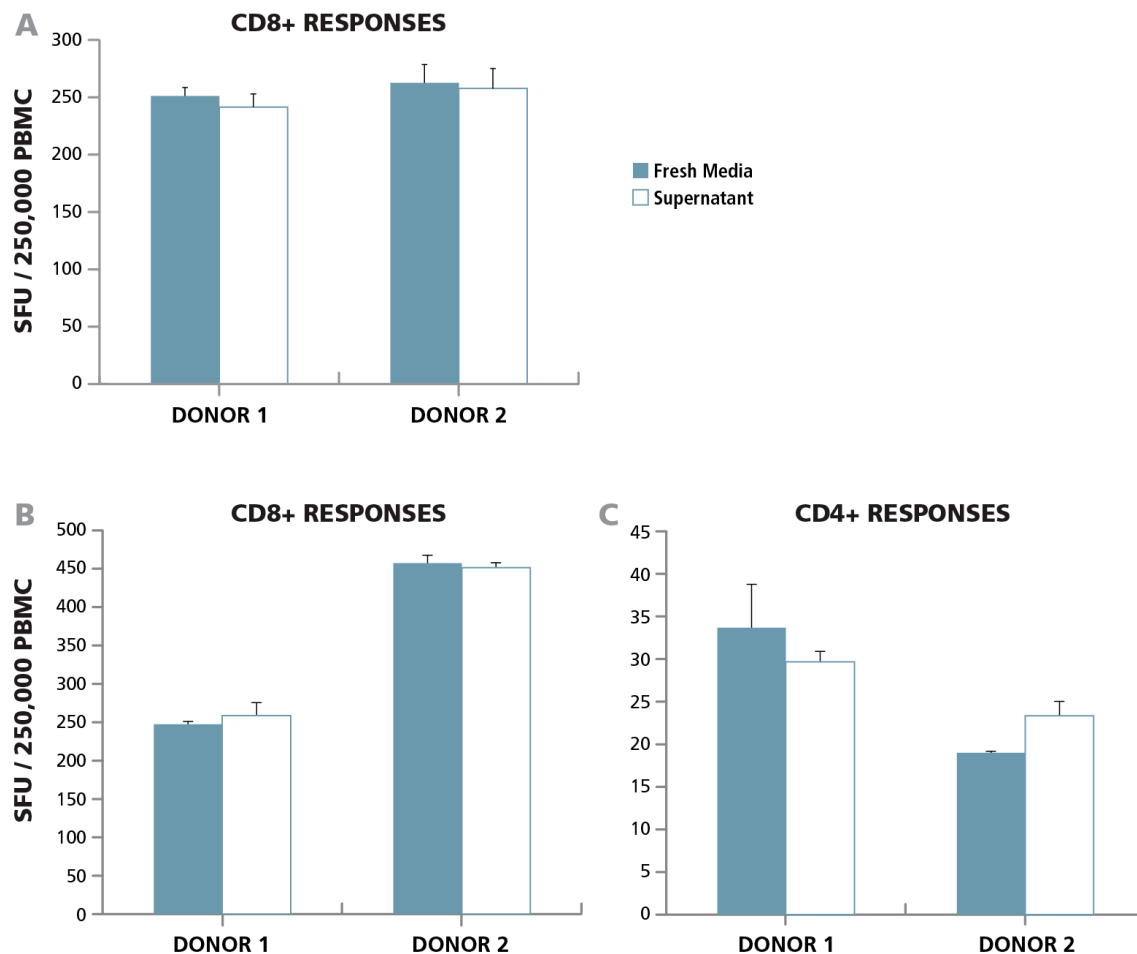 A
CD8+ RESPONSES
SFU / 250,000 PBMC
300
250
200
150
100
50
0
DONOR 1
DONOR 2
Fresh Media
Supernatant
B
CD8+ RESPONSES
SFU / 250,000 PBMC
500
450
400
350
300
250
200
150
100
50
0
DONOR 1
DONOR 2
C
CD4+ RESPONSES
45
40
35
30
25
20
15
10
5
0
DONOR 1
DONOR 2